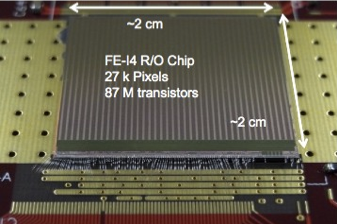 ~2 cm
FE-I4 R/O Chip
27 k Pixels
87 M transistors
~2 cm
-A